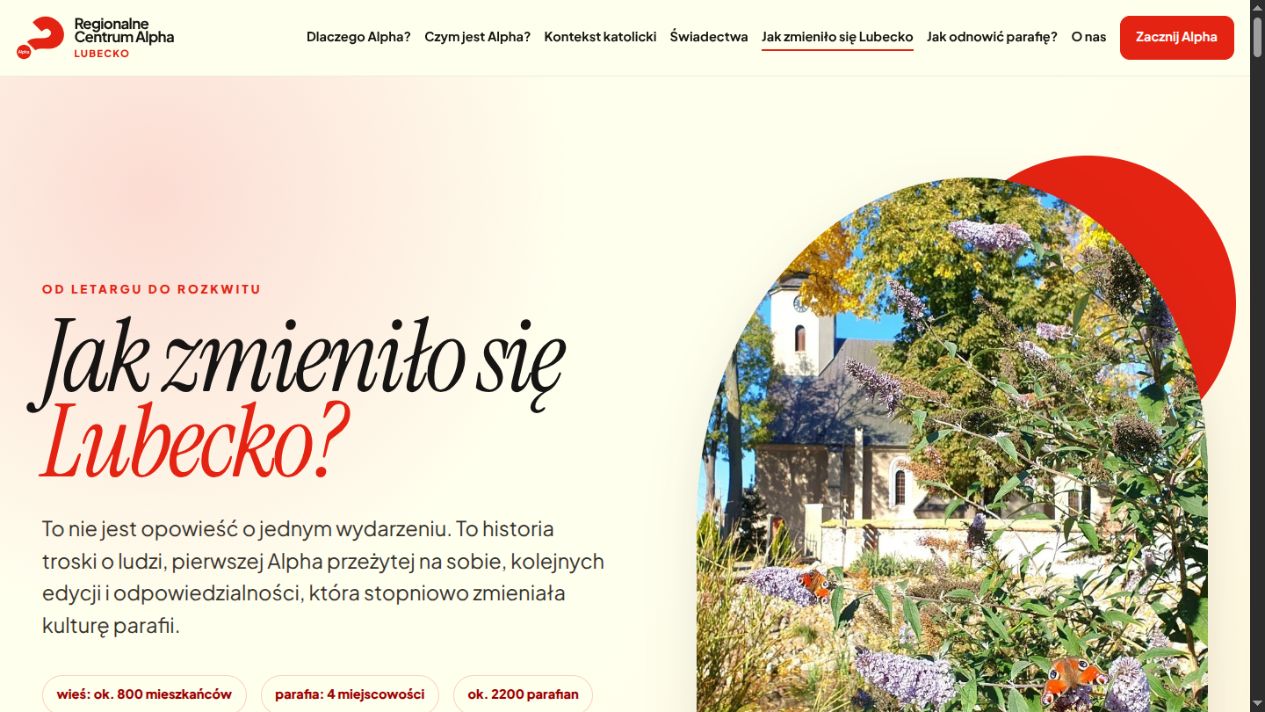 Regionalne
Centrum Alpha
LUBECKO
Alpha
Dlaczego Alpha? Czym jest Alpha? Kontekst katolicki Świadectwa Jak zmieniło się Lubecko Jak odnowić parafię? O nas Zacznij Alpha
OD LETARGU DO ROZKWITU
Jak zmieniło się
Lubecko?
To nie jest opowieść o jednym wydarzeniu. To historia
troski o ludzi, pierwszej Alpha przeżytej na sobie, kolejnych
edycji i odpowiedzialności, która stopniowo zmieniała
kulturę parafii.
wieś: ok. 800 mieszkańców parafia: 4 miejscowości ok. 2200 parafian